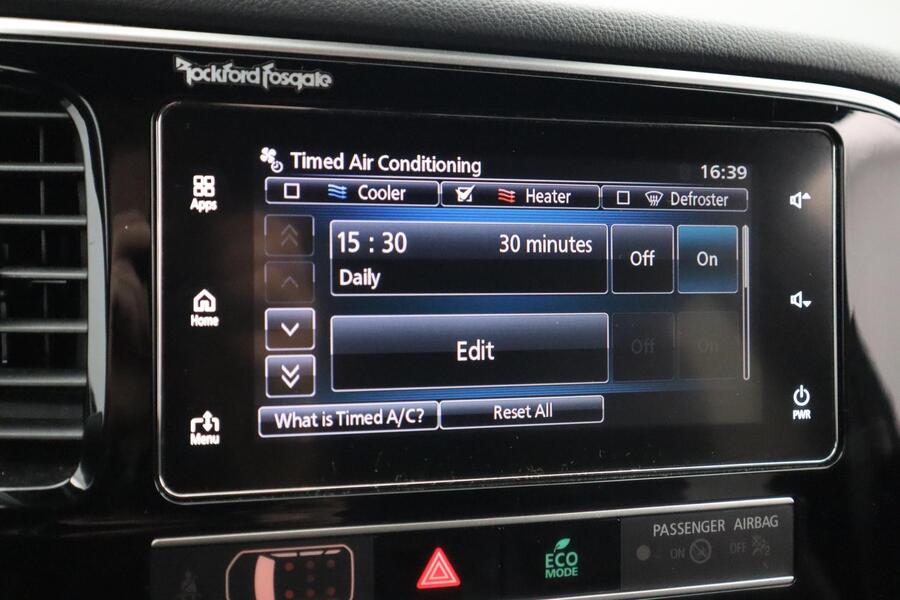 Rockford Fosgate
Timed Air Conditioning
16:39
Cooler
Heater
Defroster
Apps
15 : 30
30 minutes
Daily
Off
On
Home
Edit
Off
On
Menu
What is Timed A/C?
Reset All
PWR
ECO
MODE
PASSENGER AIRBAG
ON
OFF